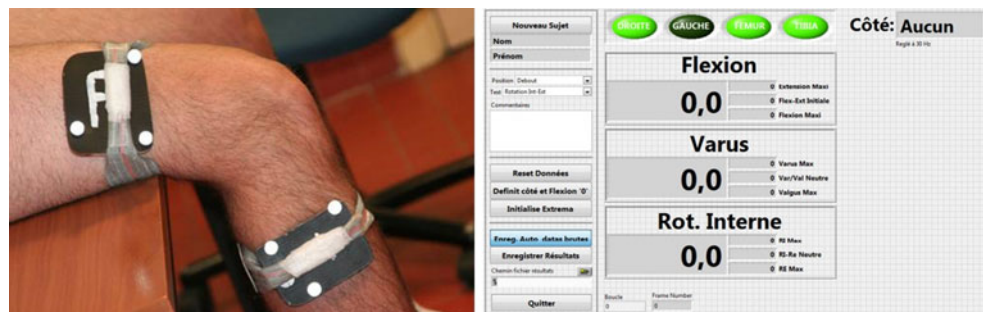 F
Nouveau Sujet
Nom
Prénom
Position Debout
Test Rotation Int-Ext
Commentaires
Reset Données
Definit côté et Flexion '0'
Initialise Extrema
Enreg. Auto. datas brutes
Enregistrer Résultats
Chemin fichier résultats
Quitter
DROITE GAUCHE FEMUR TIBIA
Côté: Aucun
Reglé à 30 Hz
Flexion
0,0
0 Extension Maxi
0 Flex-Ext Initiale
0 Flexion Maxi
Varus
0,0
0 Varus Max
0 Var/Val Neutre
0 Valgus Max
Rot. Interne
0,0
0 RI Max
0 RI-Re Neutre
0 RE Max
Boucle Frame Number
0 0